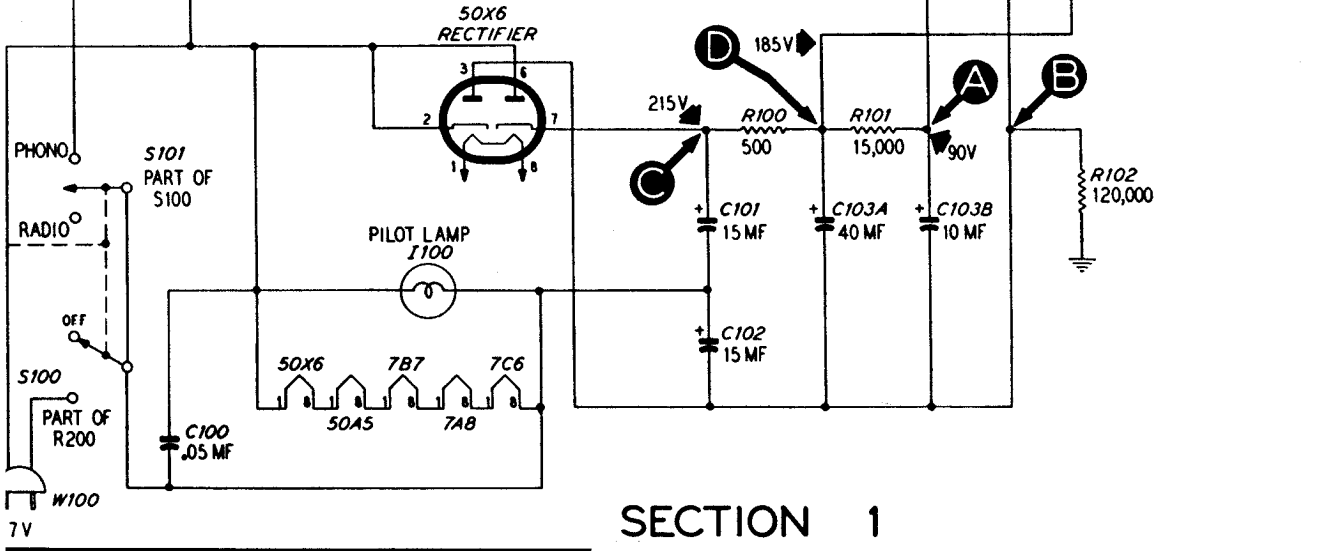 50X6
RECTIFIER
3
6
2
7
1
8
D
185V
A
B
215V
R100
500
R101
15,000
90V
C
R102
120,000
PHONO
S101
PART OF
S100
RADIO
PILOT LAMP
I100
+
C101
15 MF
+
C103A
40 MF
+
C103B
10 MF
OFF
+
C102
15 MF
50X6
7B7
7C6
1
8
1
8
1
8
1
8
50A5
7A8
S100
PART OF
R200
C100
.05 MF
W100
7 V
SECTION 1